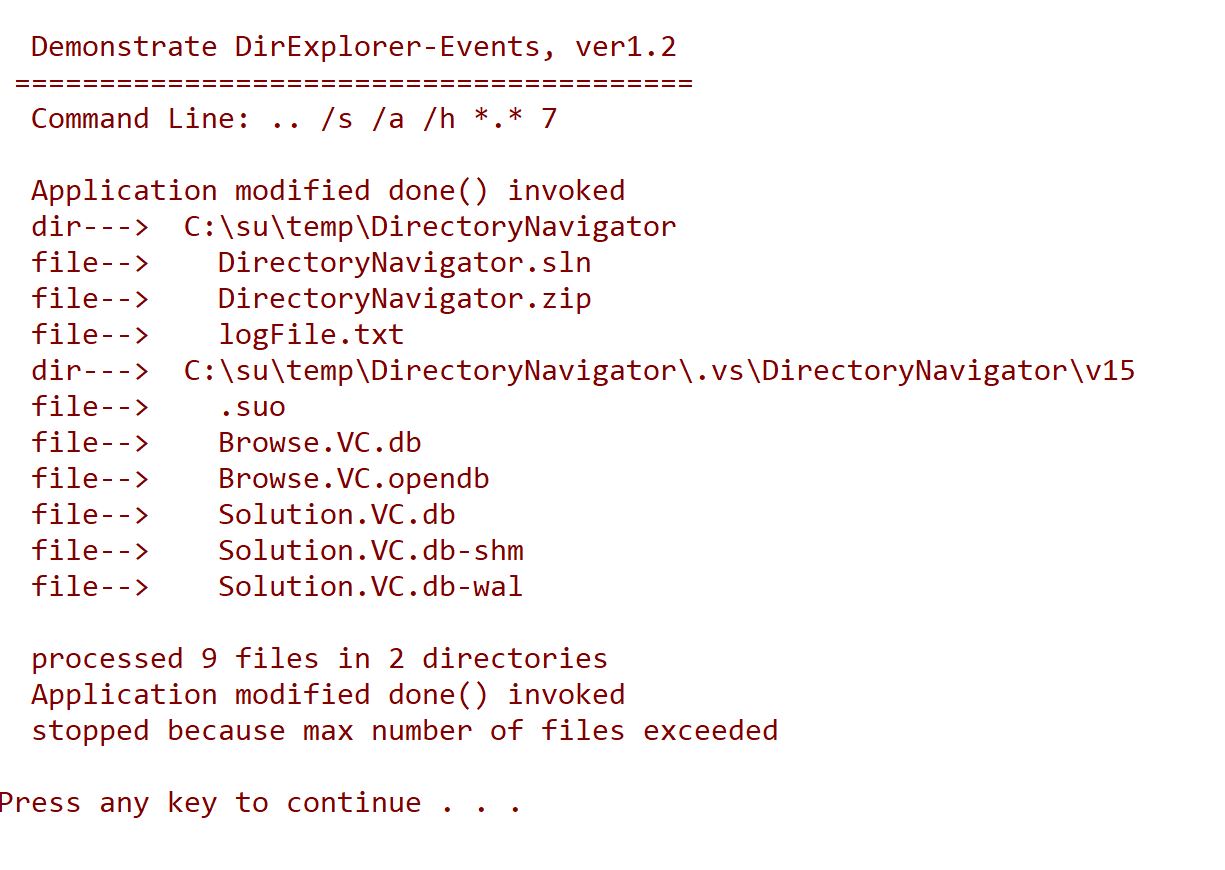 Demonstrate DirExplorer-Events, ver1.2
========================================
Command Line: .. /s /a /h *.* 7
Application modified done() invoked
dir--->  C:\su\temp\DirectoryNavigator
file-->    DirectoryNavigator.sln
file-->    DirectoryNavigator.zip
file-->    logFile.txt
dir--->  C:\su\temp\DirectoryNavigator\.vs\DirectoryNavigator\v15
file-->    .suo
file-->    Browse.VC.db
file-->    Browse.VC.opendb
file-->    Solution.VC.db
file-->    Solution.VC.db-shm
file-->    Solution.VC.db-wal
processed 9 files in 2 directories
Application modified done() invoked
stopped because max number of files exceeded
Press any key to continue . . .